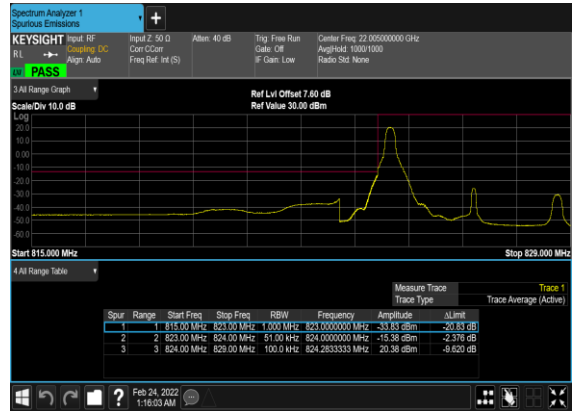 Spectrum Analyzer 1
Spurious Emissions
KEYSIGHT Input: RF Input Z: 50 Ω Atten: 40 dB Trig: Free Run Center Freq: 22.005000000 GHz
RL Coupling: DC Corr CCorr Gate: Off Avg|Hold: 1000/1000
Align: Auto Freq Ref: Int (S) IF Gain: Low Radio Std: None
LXI PASS
3 All Range Graph
Ref Lvl Offset 7.60 dB
Scale/Div 10.0 dB Ref Value 30.00 dBm
Log
20.0
10.0
0.00
-10.0
-20.0
-30.0
-40.0
-50.0
-60.0
Start 815.000 MHz Stop 829.000 MHz
4 All Range Table
Measure Trace Trace 1
Trace Type Trace Average (Active)
Spur Range Start Freq Stop Freq RBW Frequency Amplitude ΔLimit
1 1 815.00 MHz 823.00 MHz 1.000 MHz 823.0000000 MHz -33.83 dBm -20.83 dB
2 2 823.00 MHz 824.00 MHz 51.00 kHz 824.0000000 MHz -15.38 dBm -2.376 dB
3 3 824.00 MHz 829.00 MHz 100.0 kHz 824.2833333 MHz 20.38 dBm -9.620 dB
? Feb 24, 2022
1:16:03 AM